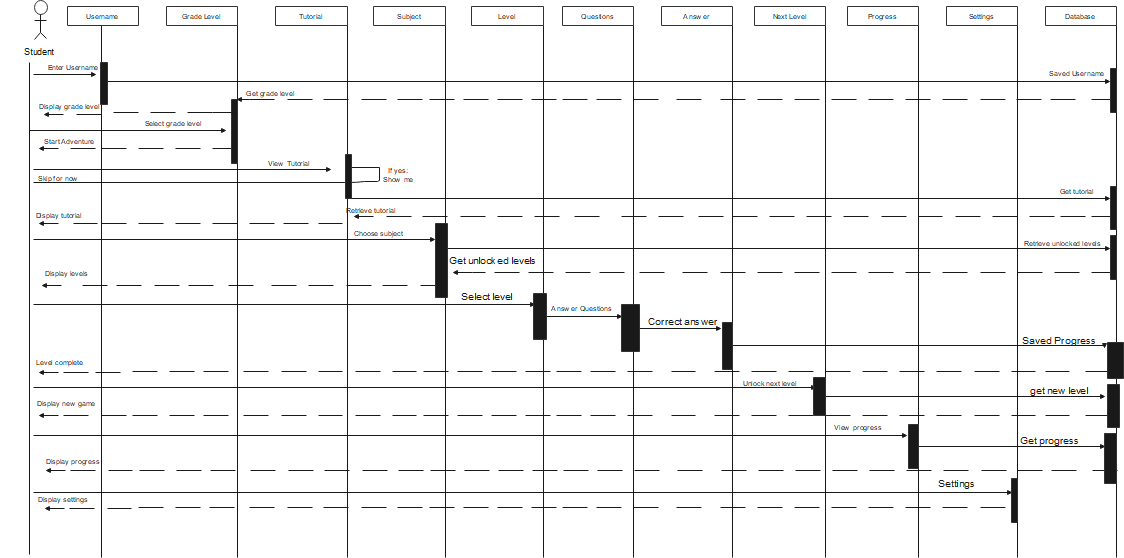 Username
Grade Level
Tutorial
Subject
Level
Questions
Answer
Next Level
Progress
Settings
Database
Student
Enter Username
Saved Username
Get grade level
Display grade level
Select grade level
Start Adventure
View Tutorial
If yes:
Show me
Skip for now
Get tutorial
Retrieve tutorial
Display tutorial
Choose subject
Retrieve unlocked levels
Get unlocked levels
Display levels
Select level
Answer Questions
Correct answer
Saved Progress
Level complete
Unlock next level
get new level
Display new game
View progress
Get progress
Display progress
Settings
Display settings